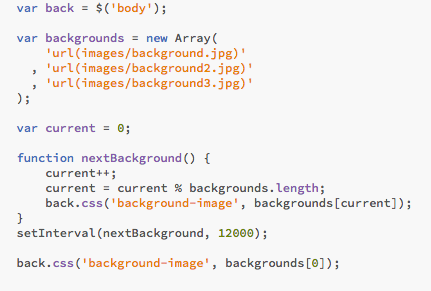 var back = $('body');
var backgrounds = new Array(
'url(images/background.jpg)'
, 'url(images/background2.jpg)'
, 'url(images/background3.jpg)'
);
var current = 0;
function nextBackground() {
current++;
current = current % backgrounds.length;
back.css('background-image', backgrounds[current]);
}
setInterval(nextBackground, 12000);
back.css('background-image', backgrounds[0]);